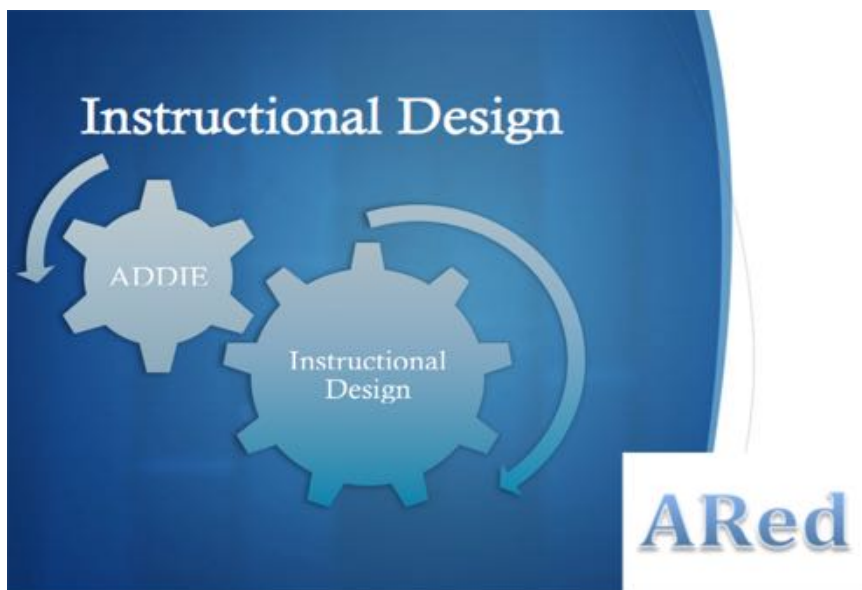 Instructional Design
ADDIE
Instructional
Design
ARed